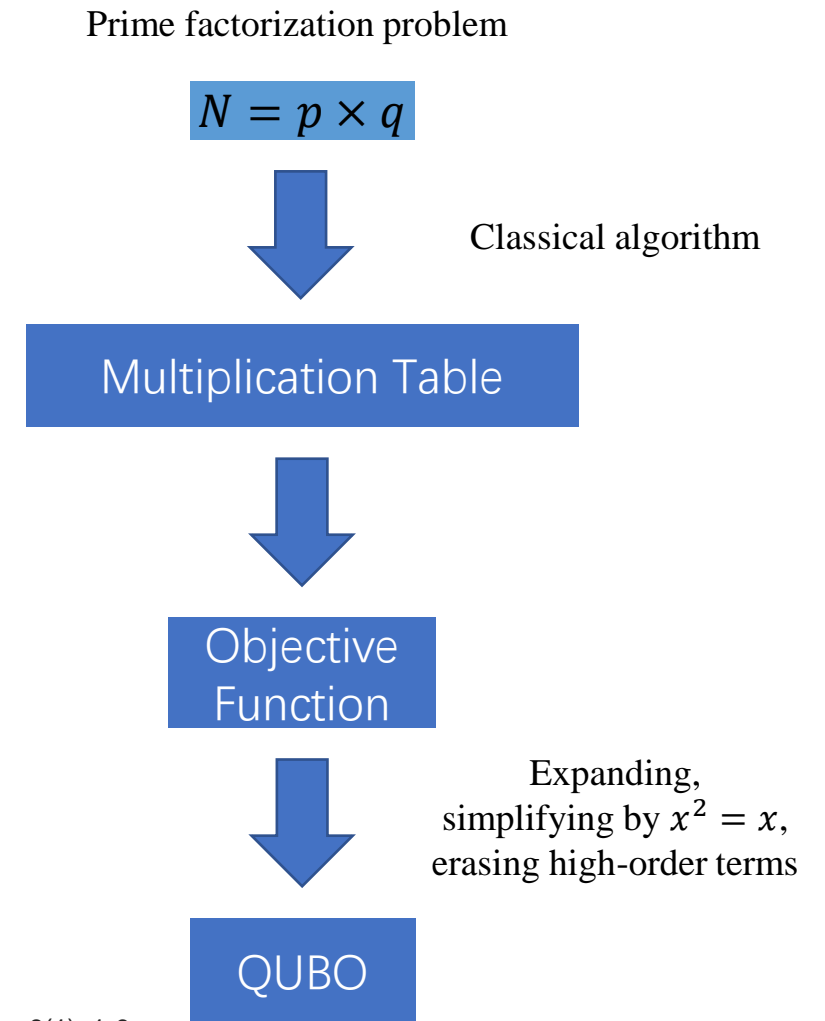 Prime factorization problem
N = p × q
Classical algorithm
Multiplication Table
Objective
Function
Expanding,
simplifying by x² = x,
erasing high-order terms
QUBO